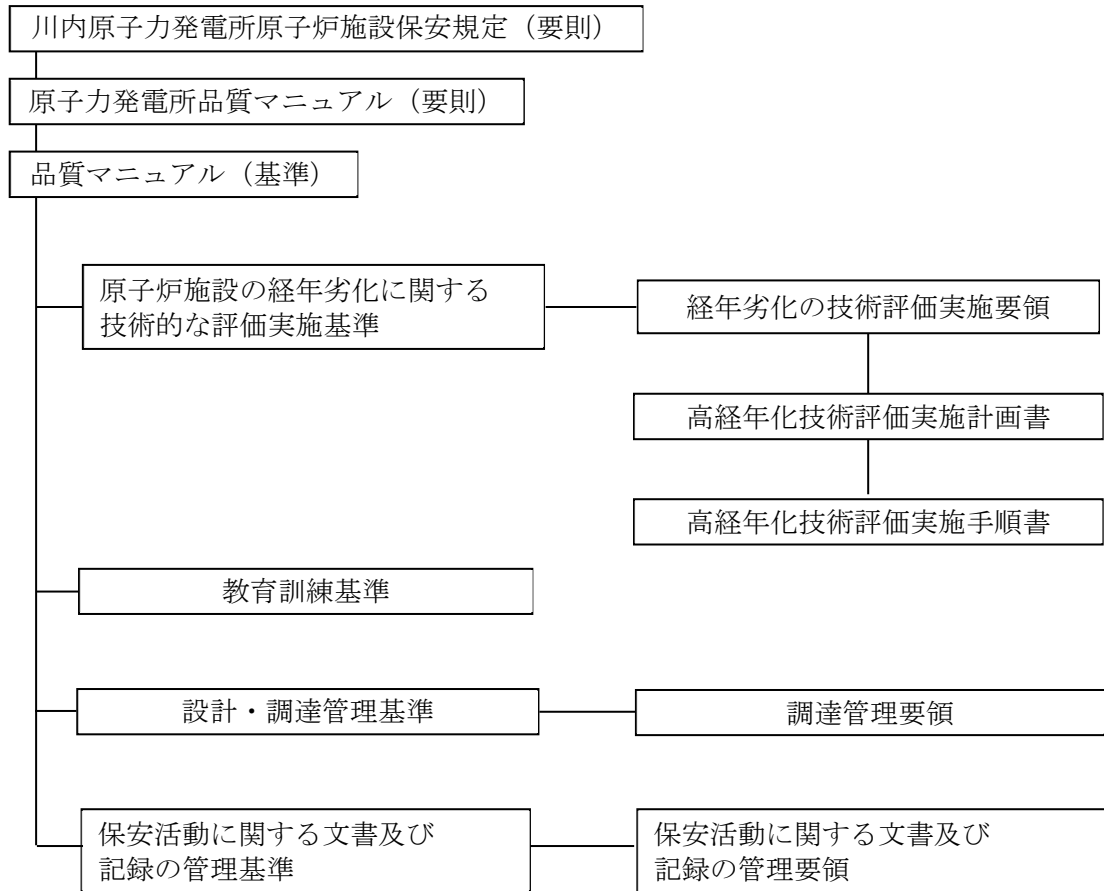 川内原子力発電所原子炉施設保安規定（要則）
原子力発電所品質マニュアル（要則）
品質マニュアル（基準）
原子炉施設の経年劣化に関する
技術的な評価実施基準
経年劣化の技術評価実施要領
高経年化技術評価実施計画書
高経年化技術評価実施手順書
教育訓練基準
設計・調達管理基準
調達管理要領
保安活動に関する文書及び
記録の管理基準
保安活動に関する文書及び
記録の管理要領